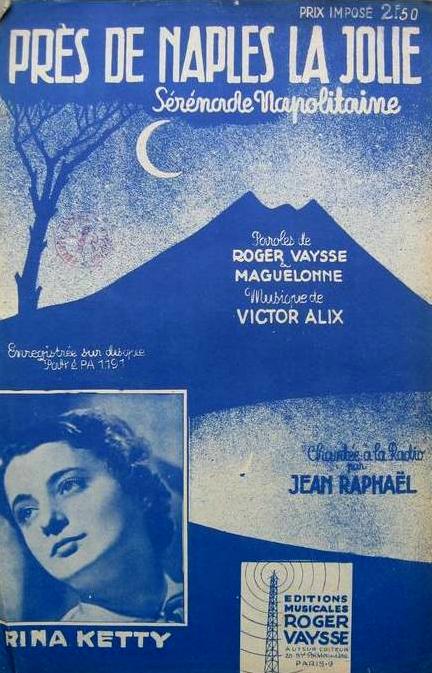 PRIX IMPOSÉ 2F50
PRÈS DE NAPLES LA JOLIE
Sérénade Napolitaine
Paroles de
ROGER VAYSSE
&
MAGUELONNE
Musique de
VICTOR ALIX
Enregistrée sur disque
Pathé PA 1191
Chantée à la Radio
par
JEAN RAPHAËL
RINA KETTY
EDITIONS
MUSICALES
ROGER
VAYSSE
AUTEUR EDITEUR
PARIS-9